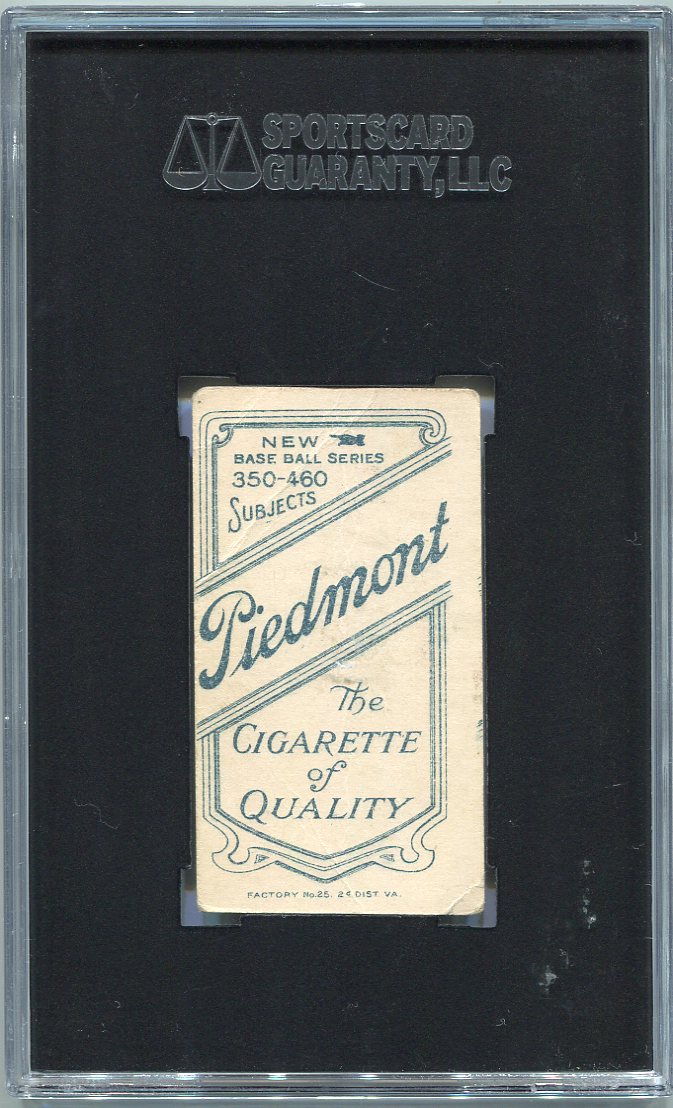 SPORTSCARD
GUARANTY, LLC
NEW
BASE BALL SERIES
350-460
SUBJECTS
Piedmont
The
CIGARETTE
of
QUALITY
FACTORY No. 25. 2d DIST VA.